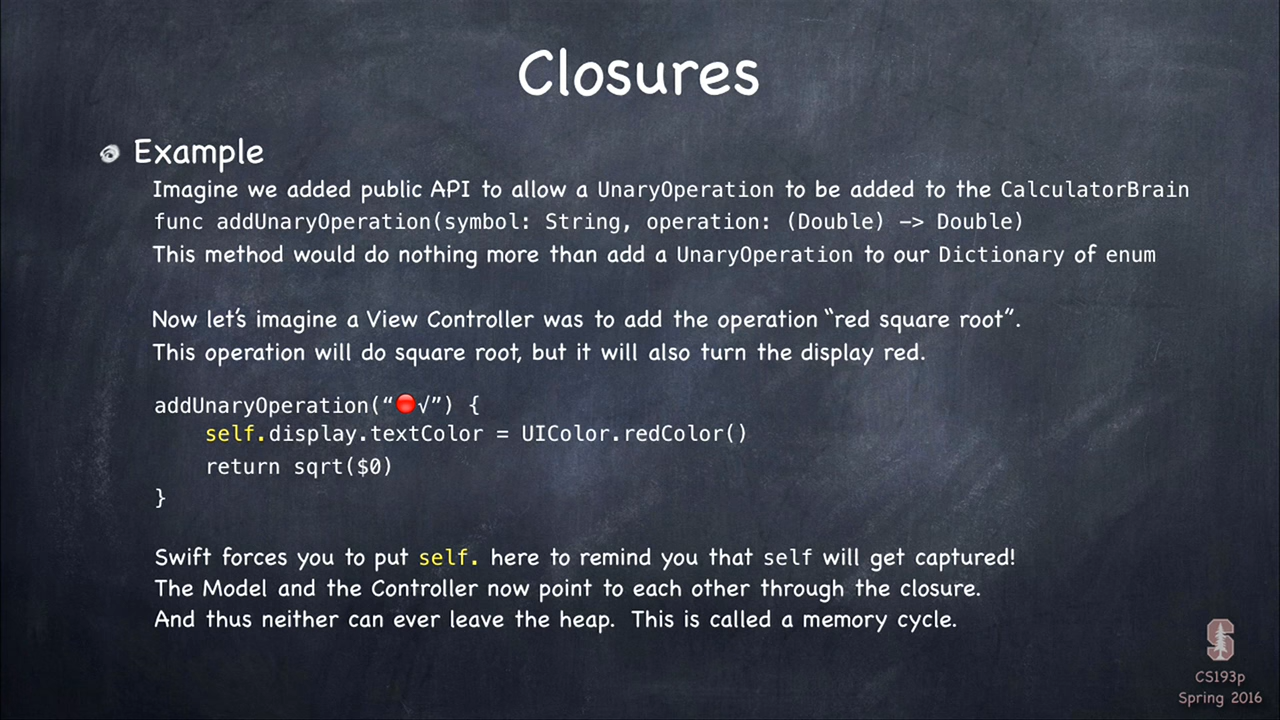 Closures
Example
Imagine we added public API to allow a UnaryOperation to be added to the CalculatorBrain
func addUnaryOperation(symbol: String, operation: (Double) -> Double)
This method would do nothing more than add a UnaryOperation to our Dictionary of enum
Now let's imagine a View Controller was to add the operation “red square root”.
This operation will do square root, but it will also turn the display red.
addUnaryOperation(“🔴√”) {
    self.display.textColor = UIColor.redColor()
    return sqrt($0)
}
Swift forces you to put self. here to remind you that self will get captured!
The Model and the Controller now point to each other through the closure.
And thus neither can ever leave the heap.  This is called a memory cycle.
S
CS193p
Spring 2016